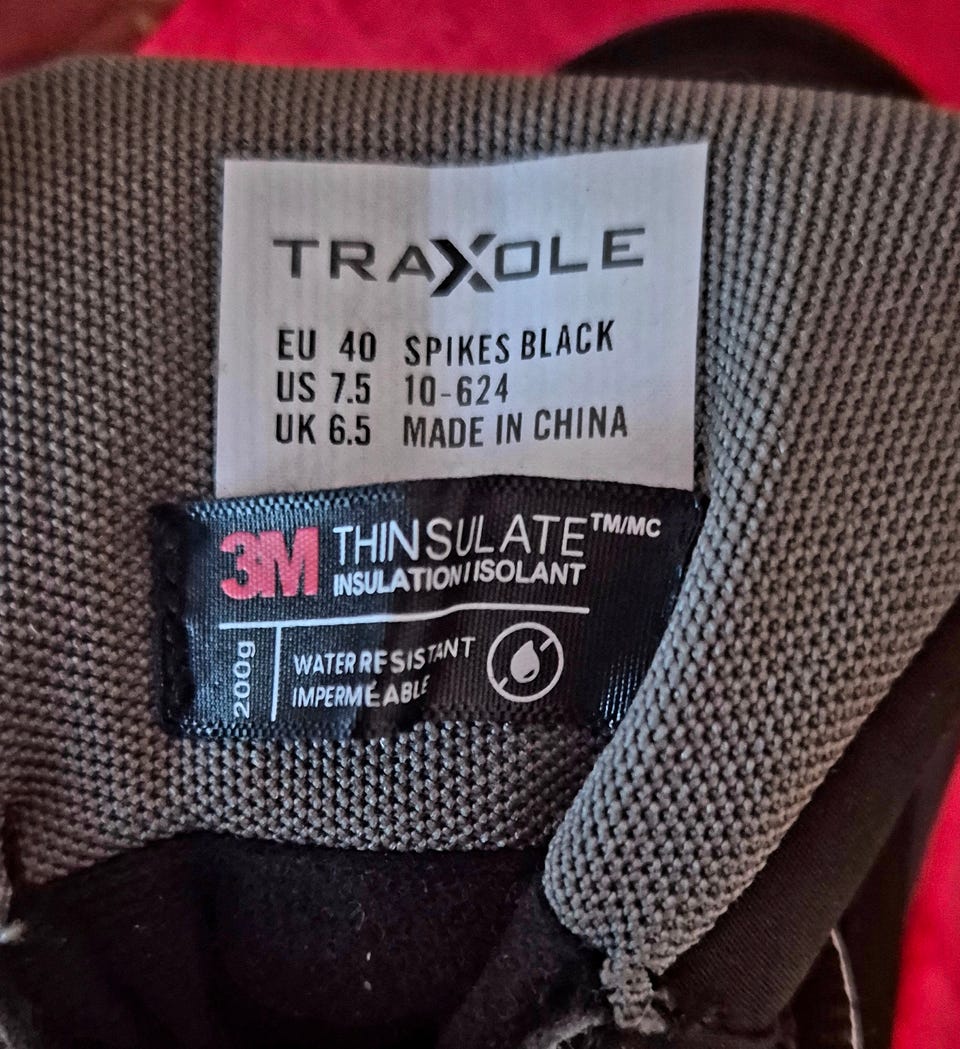 TRAXOLE
EU 40 SPIKES BLACK
US 7.5 10-624
UK 6.5 MADE IN CHINA
3M THINSULATE™/MC
INSULATION/ISOLANT
200g
WATER RESISTANT
IMPERMÉABLE